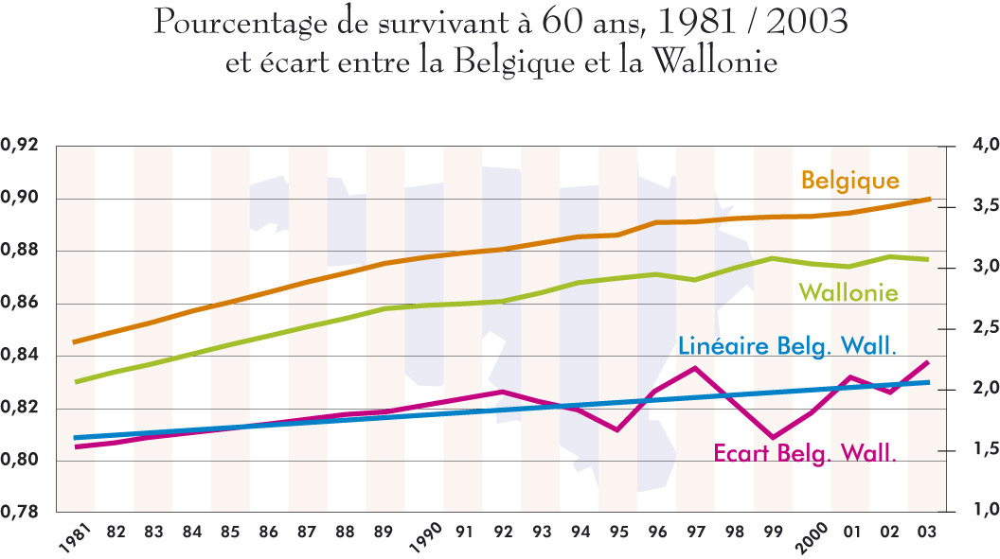 Pourcentage de survivant à 60 ans, 1981 / 2003
et écart entre la Belgique et la Wallonie
0,92
0,90
0,88
0,86
0,84
0,82
0,80
0,78
4,0
3,5
3,0
2,5
2,0
1,5
1,0
Belgique
Wallonie
Linéaire Belg. Wall.
Ecart Belg. Wall.
1981 82 83 84 85 86 87 88 89 1990 91 92 93 94 95 96 97 98 99 2000 01 02 03